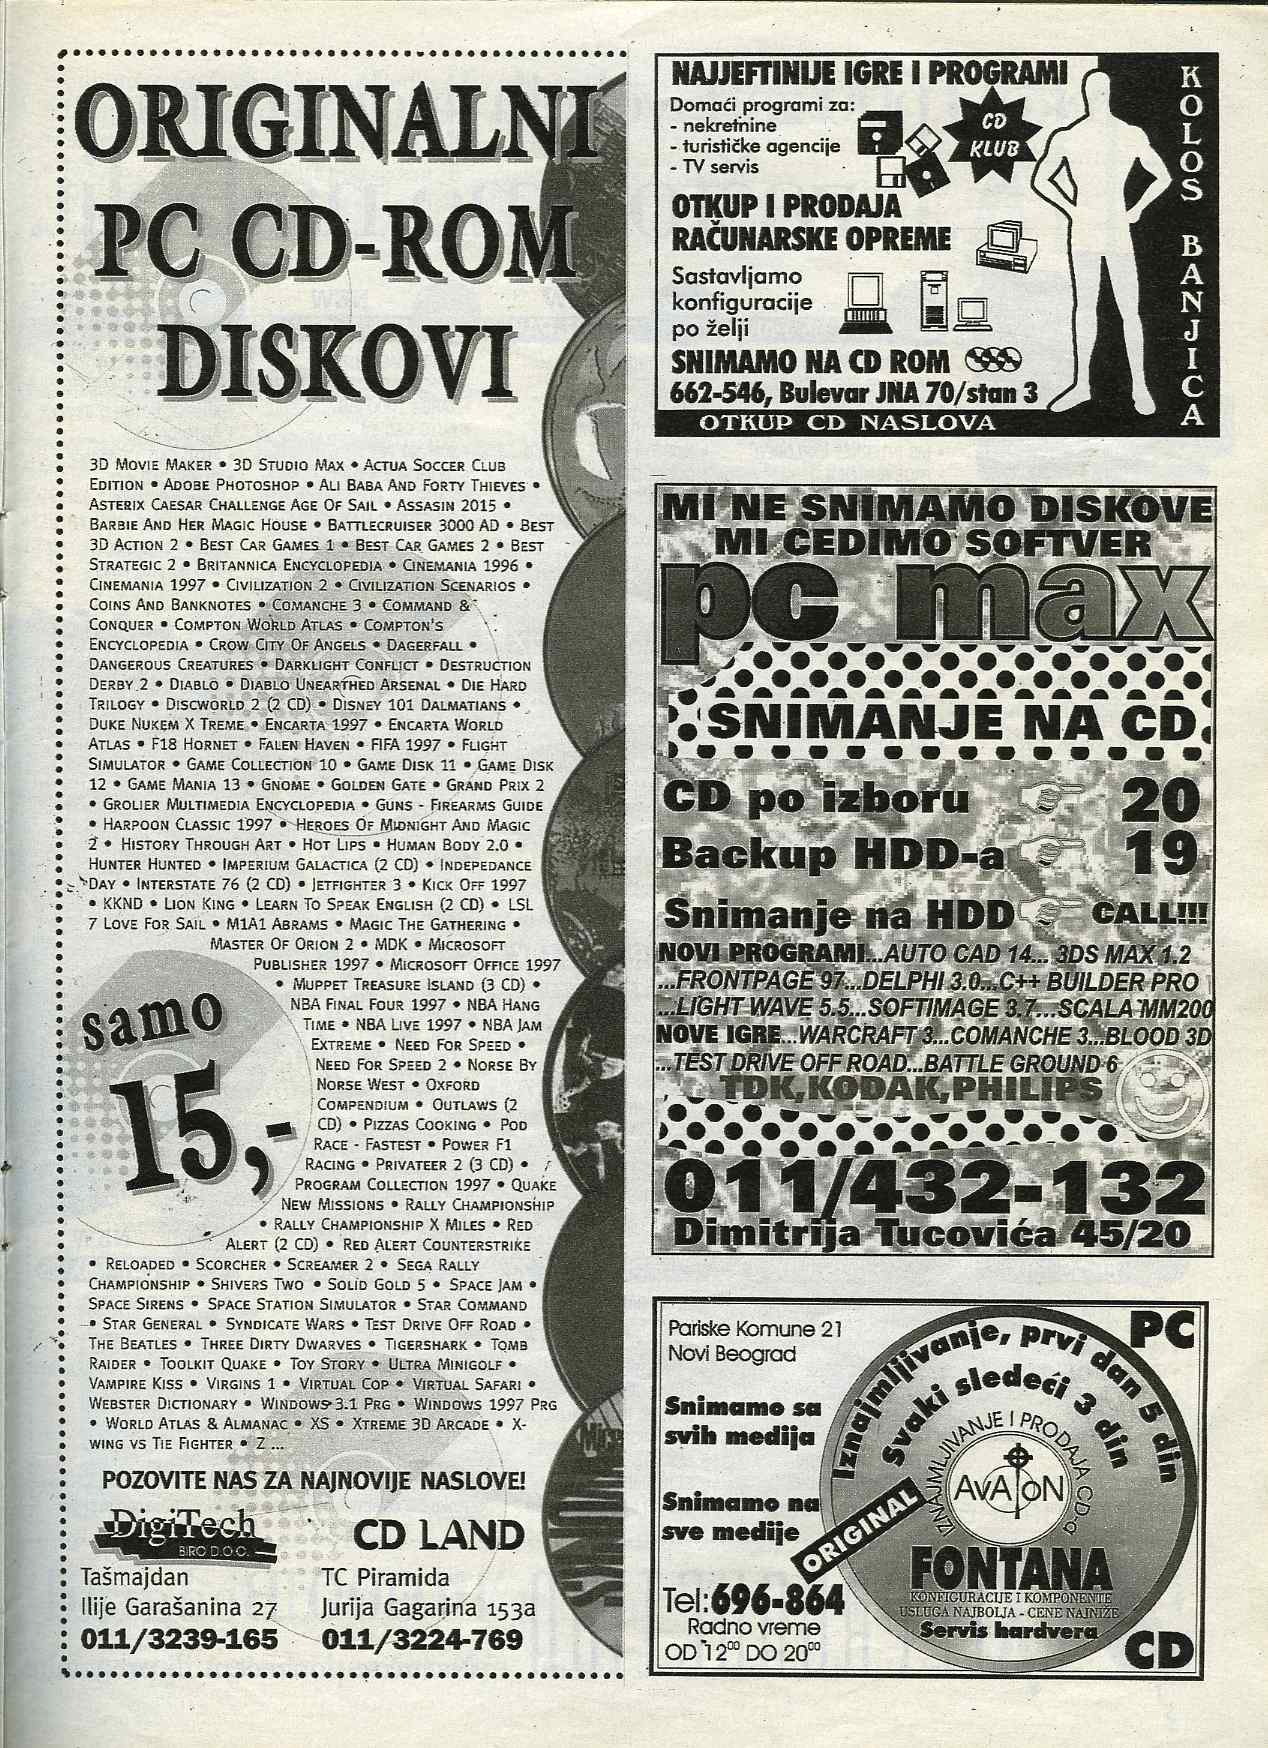 ORIGINALNI
PC CD-ROM
DISKOVI
3D MOVIE MAKER • 3D STUDIO MAX • ACTUA SOCCER CLUB
EDITION • ADOBE PHOTOSHOP • ALI BABA AND FORTY THIEVES •
ASTERIX CAESAR CHALLENGE AGE OF SAIL • ASSASIN 2015 •
BARBIE AND HER MAGIC HOUSE • BATTLECRUISER 3000 AD • BEST
3D ACTION 2 • BEST CAR GAMES 1 • BEST CAR GAMES 2 • BEST
STRATEGIC 2 • BRITANNICA ENCYCLOPEDIA • CINEMANIA 1996 •
CINEMANIA 1997 • CIVILIZATION 2 • CIVILIZATION SCENARIOS •
COINS AND BANKNOTES • COMANCHE 3 • COMMAND &
CONQUER • COMPTON WORLD ATLAS • COMPTON'S
ENCYCLOPEDIA • CROW CITY OF ANGELS • DAGERFALL •
DANGEROUS CREATURES • DARKLIGHT CONFLICT • DESTRUCTION
DERBY 2 • DIABLO • DIABLO UNEARTHED ARSENAL • DIE HARD
TRILOGY • DISCWORLD 2 (2 CD) • DISNEY 101 DALMATIANS •
DUKE NUKEM X TREME • ENCARTA 1997 • ENCARTA WORLD
ATLAS • F18 HORNET • FALEN HAVEN • FIFA 1997 • FLIGHT
SIMULATOR • GAME COLLECTION 10 • GAME DISK 11 • GAME DISK
12 • GAME MANIA 13 • GNOME • GOLDEN GATE • GRAND PRIX 2
• GROLIER MULTIMEDIA ENCYCLOPEDIA • GUNS - FIREARMS GUIDE
• HARPOON CLASSIC 1997 • HEROES OF MIDNIGHT AND MAGIC
2 • HISTORY THROUGH ART • HOT LIPS • HUMAN BODY 2.0 •
HUNTER HUNTED • IMPERIUM GALACTICA (2 CD) • INDEPEDANCE
DAY • INTERSTATE 76 (2 CD) • JETFIGHTER 3 • KICK OFF 1997
• KKND • LION KING • LEARN TO SPEAK ENGLISH (2 CD) • LSL
7 LOVE FOR SAIL • M1A1 ABRAMS • MAGIC THE GATHERING •
MASTER OF ORION 2 • MDK • MICROSOFT
PUBLISHER 1997 • MICROSOFT OFFICE 1997
• MUPPET TREASURE ISLAND (3 CD) •
NBA FINAL FOUR 1997 • NBA HANG
TIME • NBA LIVE 1997 • NBA JAM
EXTREME • NEED FOR SPEED •
NEED FOR SPEED 2 • NORSE BY
NORSE WEST • OXFORD
COMPENDIUM • OUTLAWS (2
CD) • PIZZAS COOKING • POD
RACE - FASTEST • POWER F1
RACING • PRIVATEER 2 (3 CD) •
PROGRAM COLLECTION 1997 • QUAKE
NEW MISSIONS • RALLY CHAMPIONSHIP
• RALLY CHAMPIONSHIP X MILES • RED
ALERT (2 CD) • RED ALERT COUNTERSTRIKE
• RELOADED • SCORCHER • SCREAMER 2 • SEGA RALLY
CHAMPIONSHIP • SHIVERS TWO • SOLID GOLD 5 • SPACE JAM •
SPACE SIRENS • SPACE STATION SIMULATOR • STAR COMMAND
• STAR GENERAL • SYNDICATE WARS • TEST DRIVE OFF ROAD •
THE BEATLES • THREE DIRTY DWARVES • TIGERSHARK • TOMB
RAIDER • TOOLKIT QUAKE • TOY STORY • ULTRA MINIGOLF •
VAMPIRE KISS • VIRGINS 1 • VIRTUAL COP • VIRTUAL SAFARI •
WEBSTER DICTIONARY • WINDOWS 3.1 PRG • WINDOWS 1997 PRG
• WORLD ATLAS & ALMANAC • XS • XTREME 3D ARCADE • X-
WING VS TIE FIGHTER • Z ...
samo
15,-
POZOVITE NAS ZA NAJNOVIJE NASLOVE!
DigiTech
BIRO D.O.O.
Tašmajdan
Ilije Garašanina 27
011/3239-165
CD LAND
TC Piramida
Jurija Gagarina 153a
011/3224-769
NAJJEFTINIJE IGRE I PROGRAMI
Domaći programi za:
- nekretnine
- turističke agencije
- TV servis
CD
KLUB
OTKUP I PRODAJA
RAČUNARSKE OPREME
Sastavljamo
konfiguracije
po želji
SNIMAMO NA CD ROM
662-546, Bulevar JNA 70/stan 3
OTKUP CD NASLOVA
KOLOS BANJICA
MI NE SNIMAMO DISKOVE
MI CEDIMO SOFTVER
pc max
SNIMANJE NA CD
CD po izboru 20
Backup HDD-a 19
Snimanje na HDD CALL!!!
NOVI PROGRAMI...AUTO CAD 14... 3DS MAX 1.2
...FRONTPAGE 97...DELPHI 3.0...C++ BUILDER PRO
...LIGHT WAVE 5.5...SOFTIMAGE 3.7...SCALA MM200
NOVE IGRE...WARCRAFT 3...COMANCHE 3...BLOOD 3D
...TEST DRIVE OFF ROAD...BATTLE GROUND 6
TDK,KODAK,PHILIPS
011/432-132
Dimitrija Tucovića 45/20
Pariske Komune 21
Novi Beograd
Snimamo sa
svih medija
Snimamo na
sve medije
Tel:696-864
Radno vreme
OD 12⁰⁰ DO 20⁰⁰
PC
Iznajmljivanje, prvi dan 5 din
Svaki sledeći 3 din
IZNAJMLJIVANJE I PRODAJA CD-a
AVALON
ORIGINAL
FONTANA
KONFIGURACIJE I KOMPONENTE
USLUGA NAJBOLJA - CENE NAJNIŽE
Servis hardvera
CD